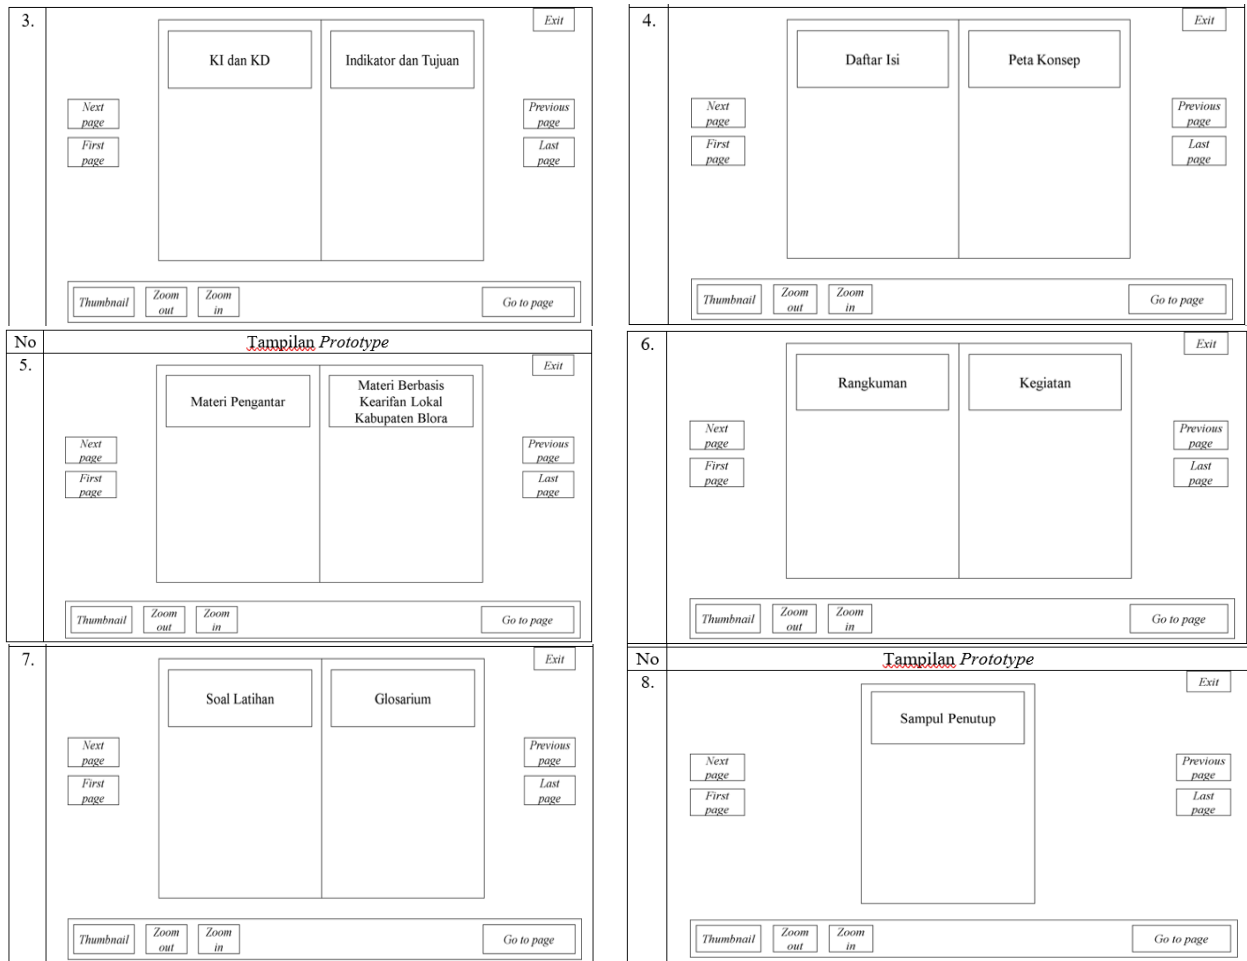 3.
Exit
KI dan KD
Indikator dan Tujuan
Next
page
First
page
Previous
page
Last
page
Thumbnail
Zoom
out
Zoom
in
Go to page
4.
Exit
Daftar Isi
Peta Konsep
Next
page
First
page
Previous
page
Last
page
Thumbnail
Zoom
out
Zoom
in
Go to page
No
Tampilan Prototype
5.
Exit
Materi Pengantar
Materi Berbasis
Kearifan Lokal
Kabupaten Blora
Next
page
First
page
Previous
page
Last
page
Thumbnail
Zoom
out
Zoom
in
Go to page
6.
Exit
Rangkuman
Kegiatan
Next
page
First
page
Previous
page
Last
page
Thumbnail
Zoom
out
Zoom
in
Go to page
7.
Exit
Soal Latihan
Glosarium
Next
page
First
page
Previous
page
Last
page
Thumbnail
Zoom
out
Zoom
in
Go to page
No
Tampilan Prototype
8.
Exit
Sampul Penutup
Next
page
First
page
Previous
page
Last
page
Thumbnail
Zoom
out
Zoom
in
Go to page